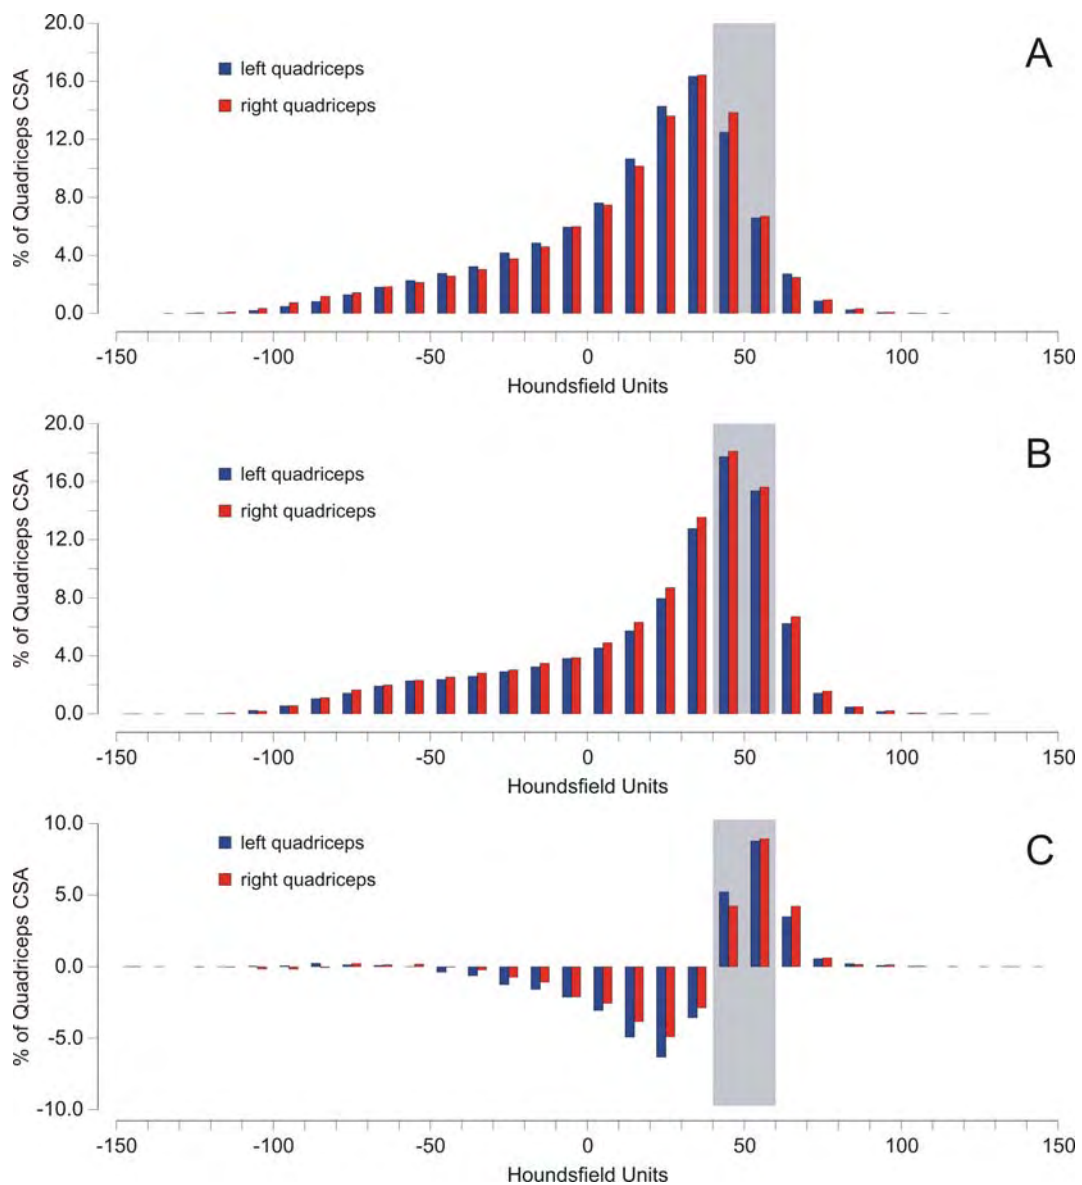 20.0
A
left quadriceps
16.0
right quadriceps
12.0
8.0
4.0
0.0
% of Quadriceps CSA
-150 -100 -50 0 50 100 150
Houndsfield Units
20.0
B
left quadriceps
16.0
right quadriceps
12.0
8.0
4.0
0.0
% of Quadriceps CSA
-150 -100 -50 0 50 100 150
Houndsfield Units
10.0
C
left quadriceps
right quadriceps
5.0
0.0
-5.0
-10.0
% of Quadriceps CSA
-150 -100 -50 0 50 100 150
Houndsfield Units